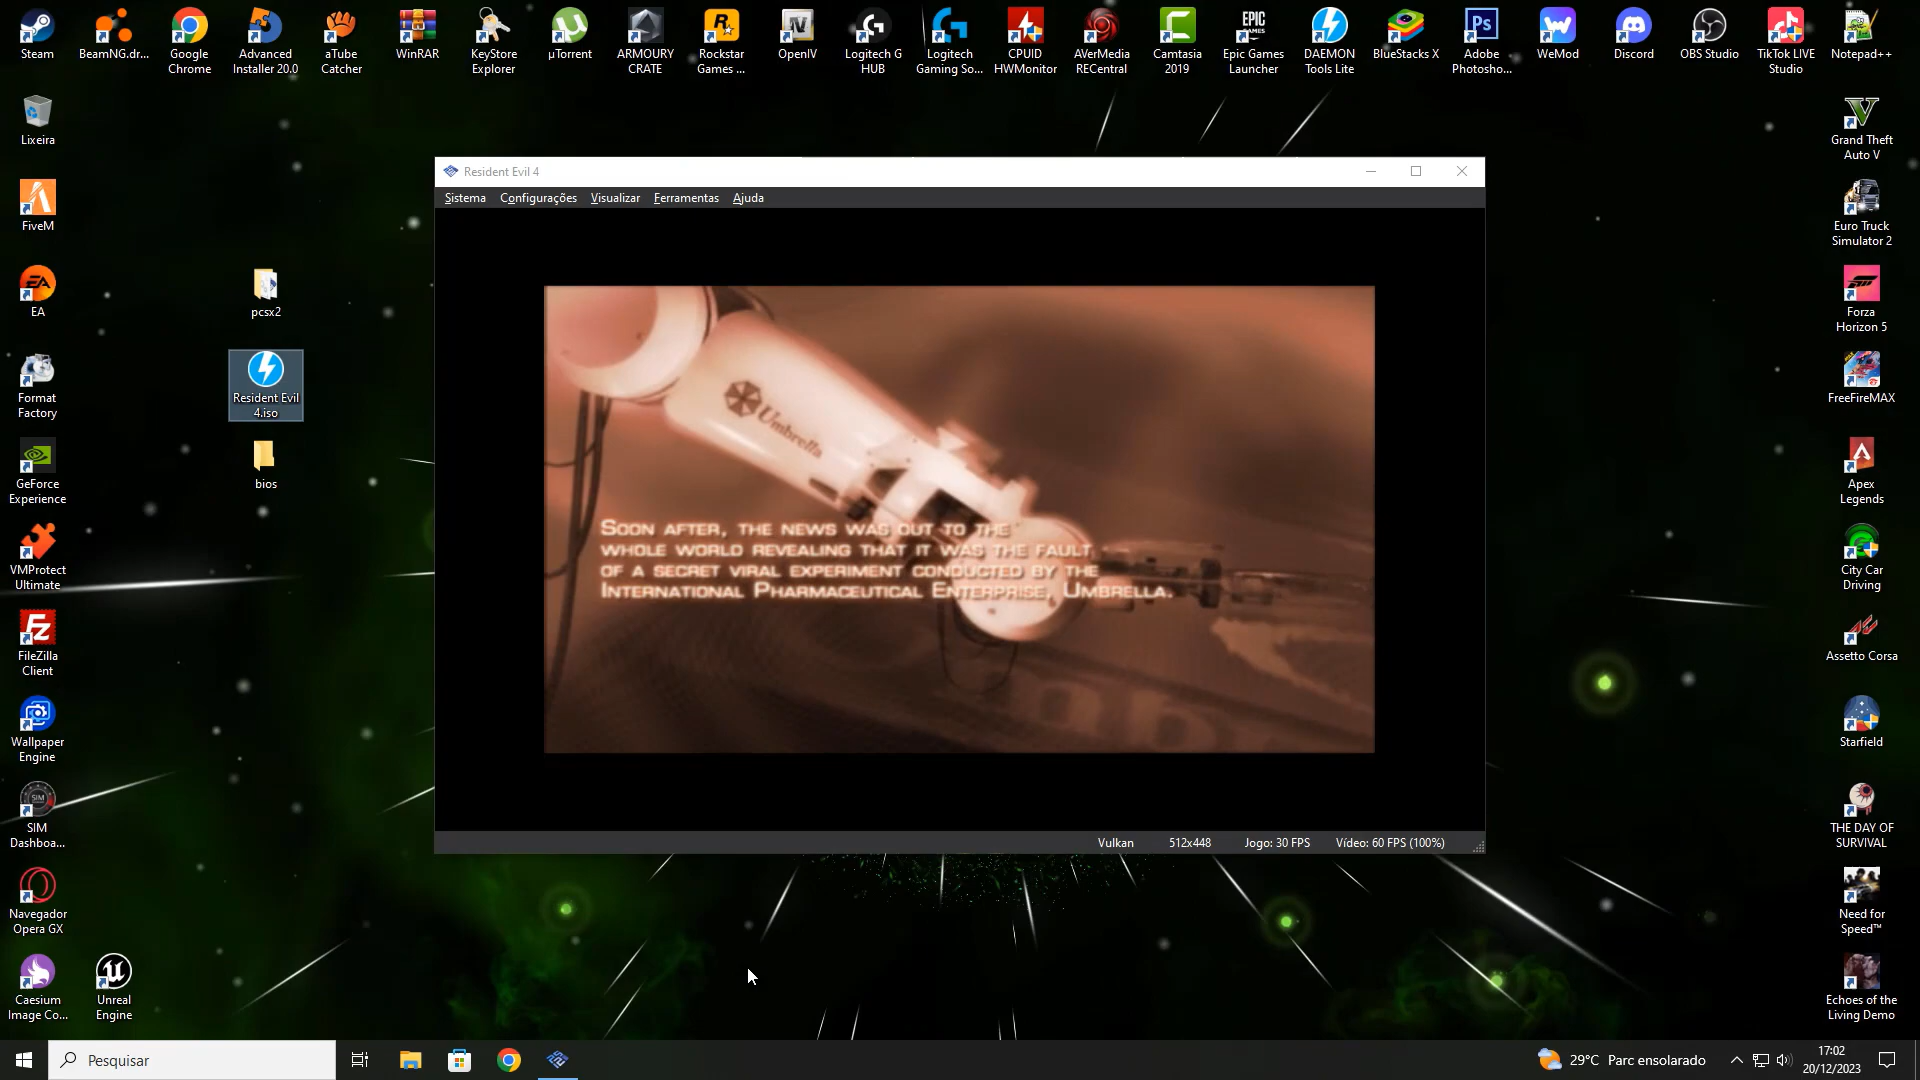 Steam
BeamNG.dr...
Google
Chrome
Advanced
Installer 20.0
aTube
Catcher
WinRAR
KeyStore
Explorer
µTorrent
ARMOURY
CRATE
Rockstar
Games ...
OpenIV
Logitech G
HUB
Logitech
Gaming So...
CPUID
HWMonitor
AVerMedia
RECentral
Camtasia
2019
EPIC
GAMES
Epic Games
Launcher
DAEMON
Tools Lite
BlueStacks X
Ps
Adobe
Photosho...
WeMod
Discord
OBS Studio
TikTok LIVE
Studio
Notepad++
Lixeira
FiveM
EA
EA
Format
Factory
GeForce
Experience
VMProtect
Ultimate
Fz
FileZilla
Client
Wallpaper
Engine
SIM
SIM
Dashboa...
Navegador
Opera GX
Caesium
Image Co...
Unreal
Engine
pcsx2
Resident Evil
4.iso
bios
Resident Evil 4
Sistema
Configurações
Visualizar
Ferramentas
Ajuda
Umbrella
Soon after, the news was out to the
whole world revealing that it was the fault
of a secret viral experiment conducted by the
International Pharmaceutical Enterprise, Umbrella.
Vulkan
512x448
Jogo: 30 FPS
Vídeo: 60 FPS (100%)
V
Grand Theft
Auto V
Euro Truck
Simulator 2
Forza
Horizon 5
FreeFireMAX
Apex
Legends
City Car
Driving
Assetto Corsa
Starfield
THE DAY OF
SURVIVAL
Need for
Speed™
Echoes of the
Living Demo
Pesquisar
29°C Parc ensolarado
17:02
20/12/2023